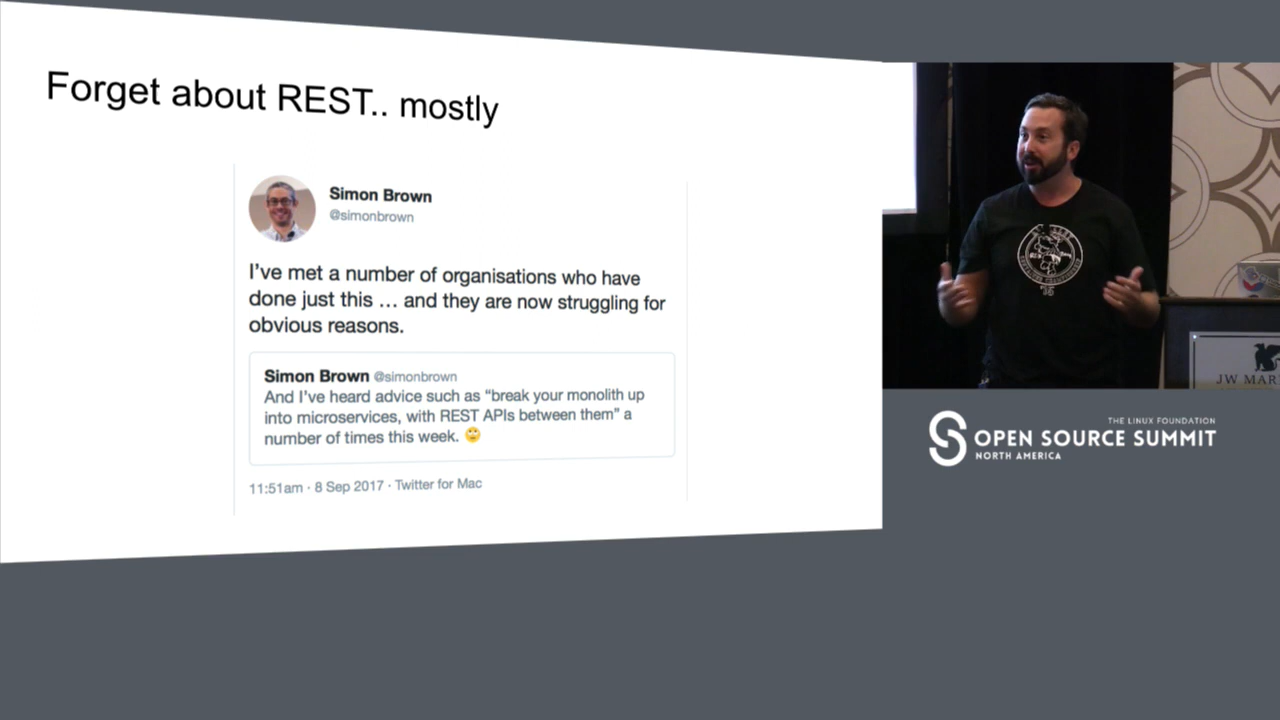 Forget about REST.. mostly
Simon Brown
@simonbrown
I've met a number of organisations who have
done just this ... and they are now struggling for
obvious reasons.
Simon Brown @simonbrown
And I've heard advice such as “break your monolith up
into microservices, with REST APIs between them” a
number of times this week. 🙄
11:51am · 8 Sep 2017 · Twitter for Mac
THE LINUX FOUNDATION
OPEN SOURCE SUMMIT
NORTH AMERICA